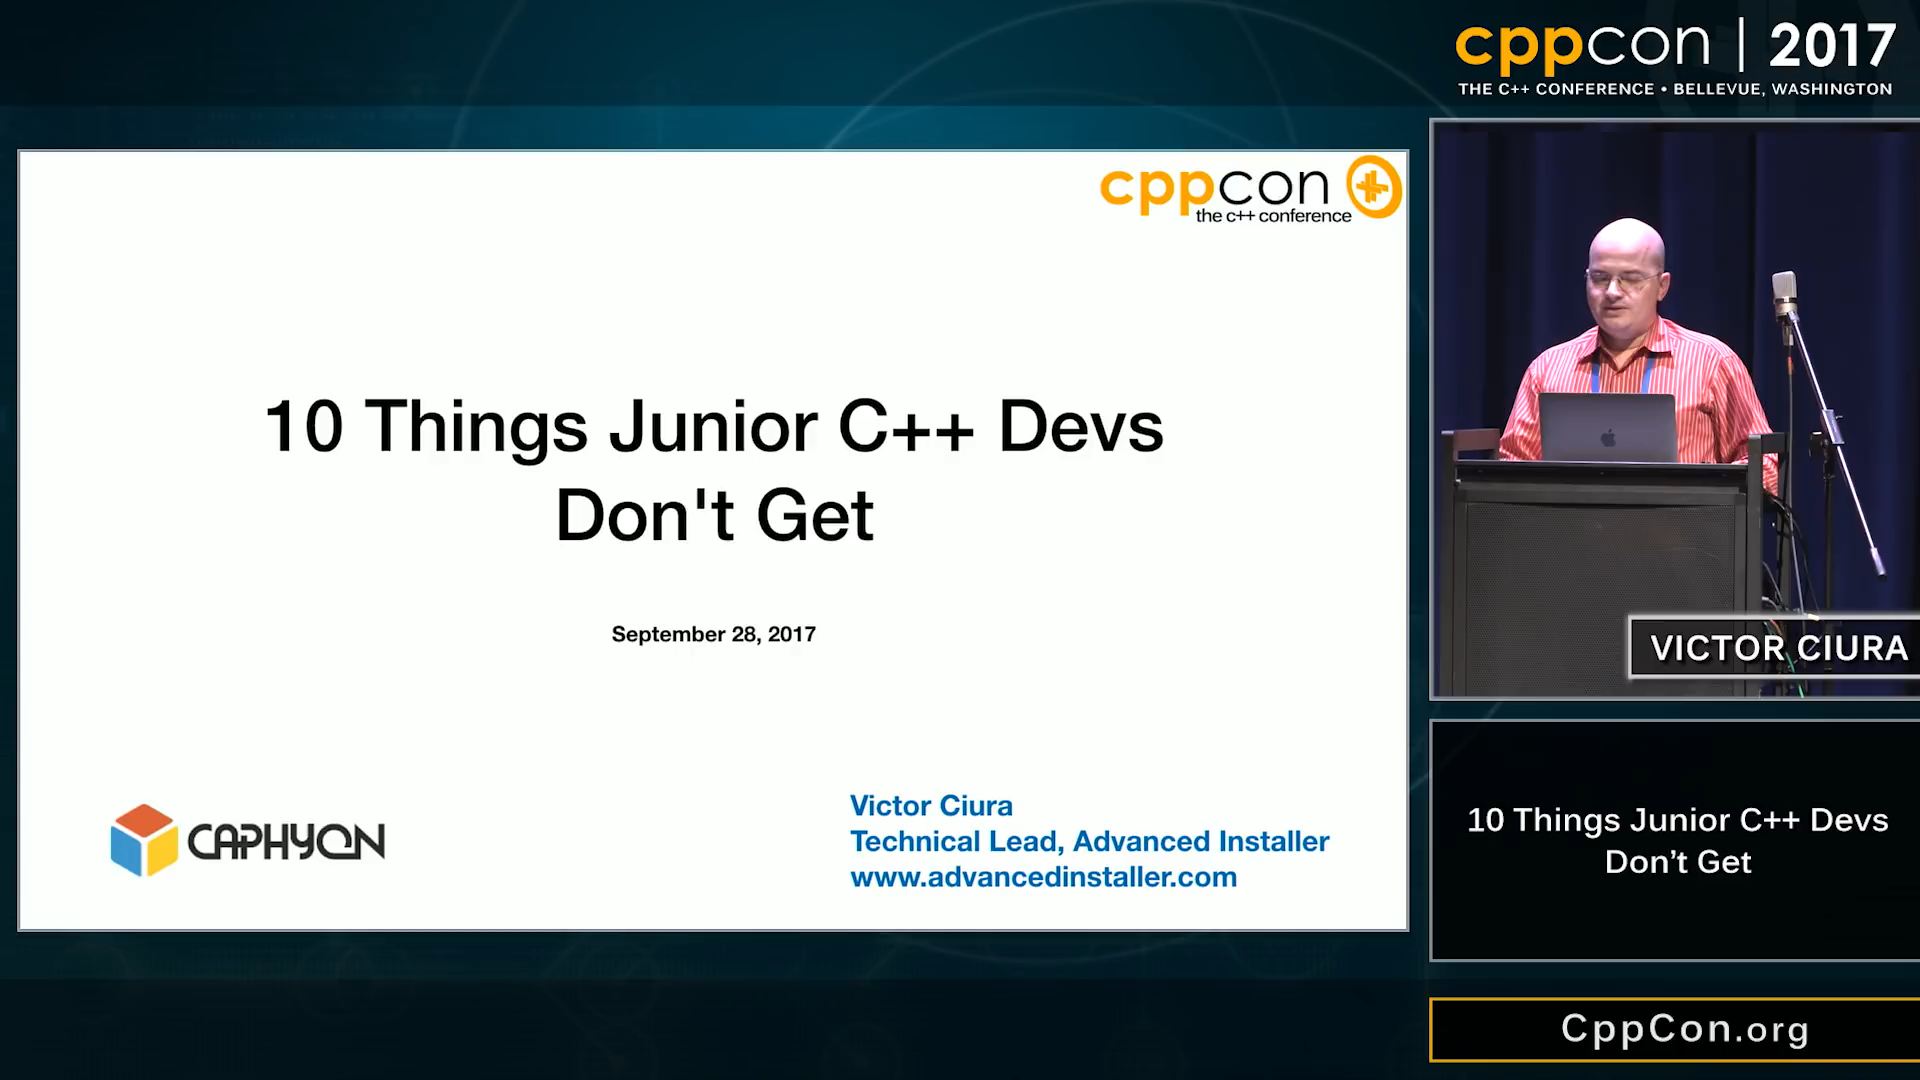 cppcon | 2017
THE C++ CONFERENCE • BELLEVUE, WASHINGTON
cppcon
the c++ conference
10 Things Junior C++ Devs
Don't Get
September 28, 2017
CAPHYON
Victor Ciura
Technical Lead, Advanced Installer
www.advancedinstaller.com
VICTOR CIURA
10 Things Junior C++ Devs
Don’t Get
CppCon.org